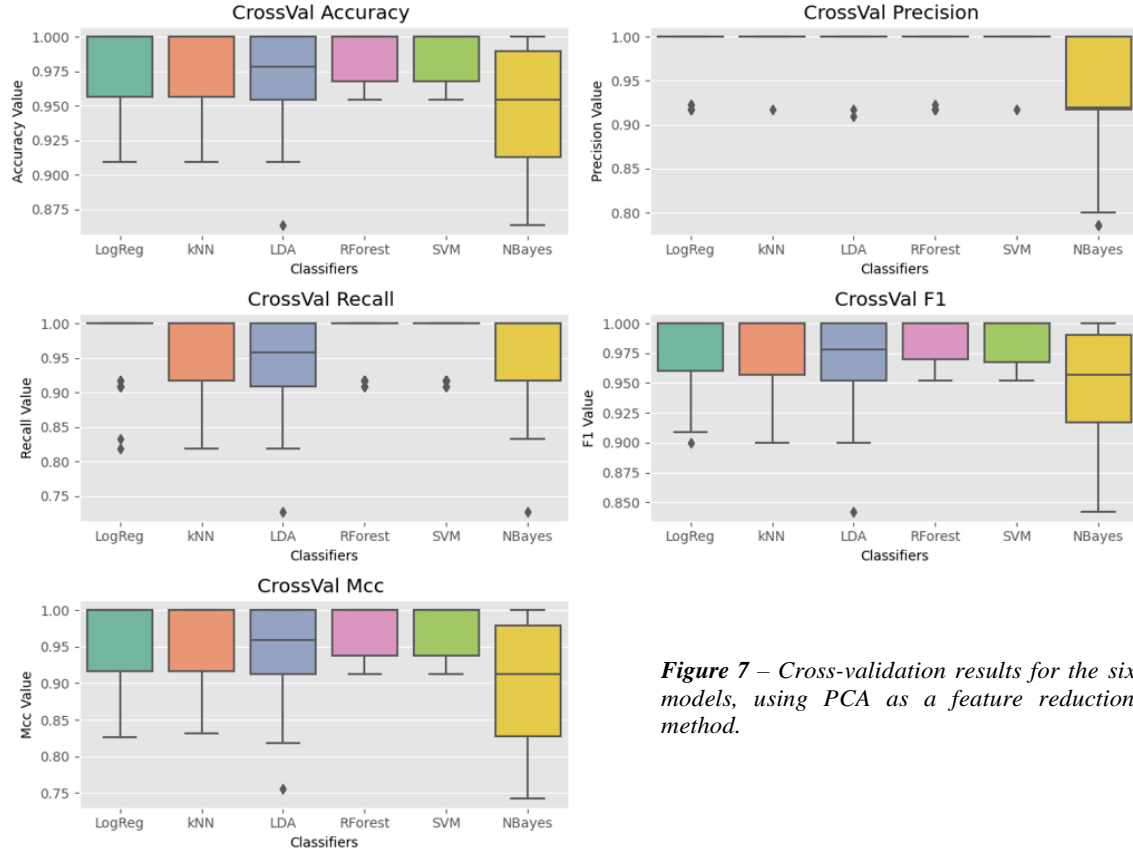 CrossVal Accuracy
Accuracy Value
1.000
0.975
0.950
0.925
0.900
0.875
LogReg kNN LDA RForest SVM NBayes
Classifiers
CrossVal Precision
Precision Value
1.00
0.95
0.90
0.85
0.80
LogReg kNN LDA RForest SVM NBayes
Classifiers
CrossVal Recall
Recall Value
1.00
0.95
0.90
0.85
0.80
0.75
LogReg kNN LDA RForest SVM NBayes
Classifiers
CrossVal F1
F1 Value
1.000
0.975
0.950
0.925
0.900
0.875
0.850
LogReg kNN LDA RForest SVM NBayes
Classifiers
CrossVal Mcc
Mcc Value
1.00
0.95
0.90
0.85
0.80
0.75
LogReg kNN LDA RForest SVM NBayes
Classifiers
Figure 7 – Cross-validation results for the six
models, using PCA as a feature reduction
method.